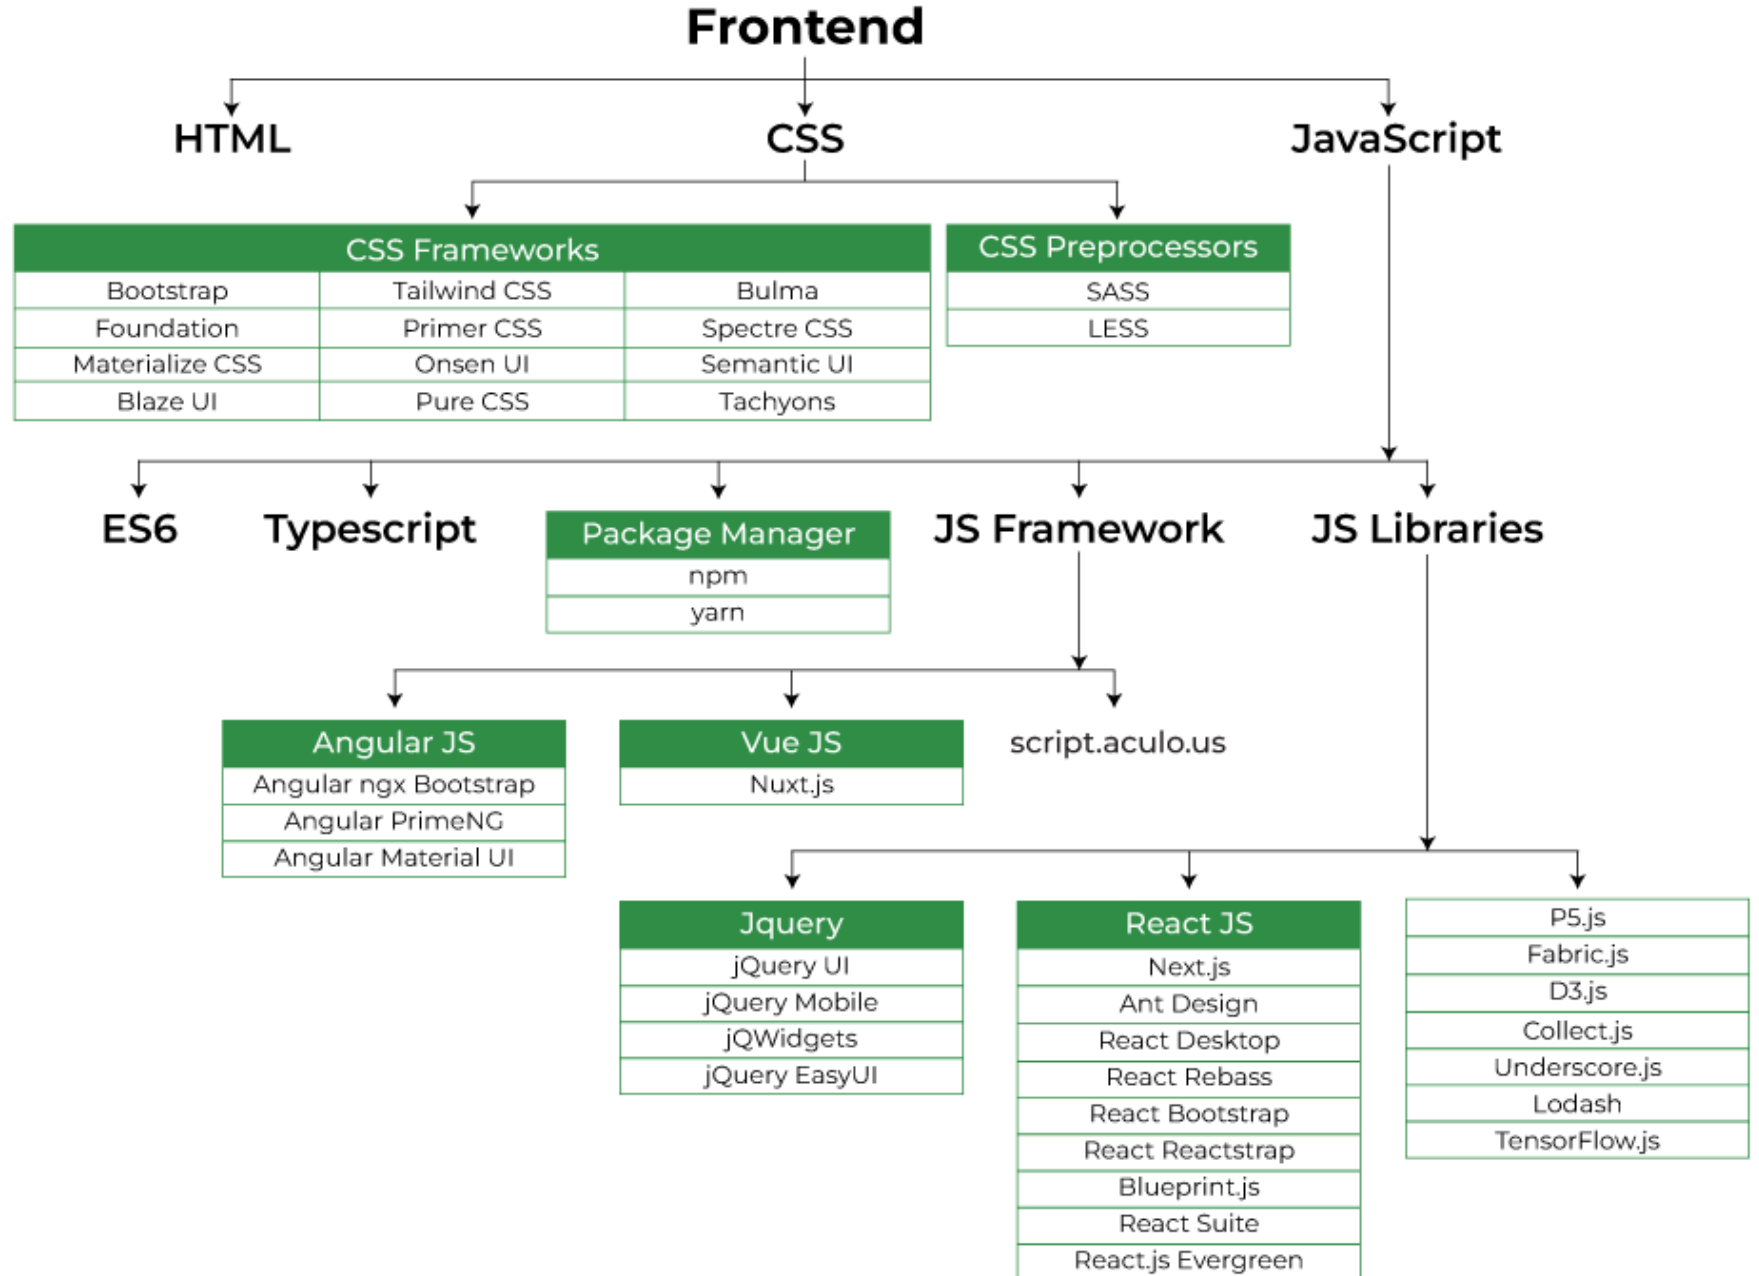 Frontend
HTML
CSS
JavaScript
CSS Frameworks
Bootstrap Tailwind CSS Bulma
Foundation Primer CSS Spectre CSS
Materialize CSS Onsen UI Semantic UI
Blaze UI Pure CSS Tachyons
CSS Preprocessors
SASS
LESS
ES6
Typescript
Package Manager
npm
yarn
JS Framework
JS Libraries
Angular JS
Angular ngx Bootstrap
Angular PrimeNG
Angular Material UI
Vue JS
Nuxt.js
script.aculo.us
Jquery
jQuery UI
jQuery Mobile
jQWidgets
jQuery EasyUI
React JS
Next.js
Ant Design
React Desktop
React Rebass
React Bootstrap
React Reactstrap
Blueprint.js
React Suite
React.js Evergreen
P5.js
Fabric.js
D3.js
Collect.js
Underscore.js
Lodash
TensorFlow.js